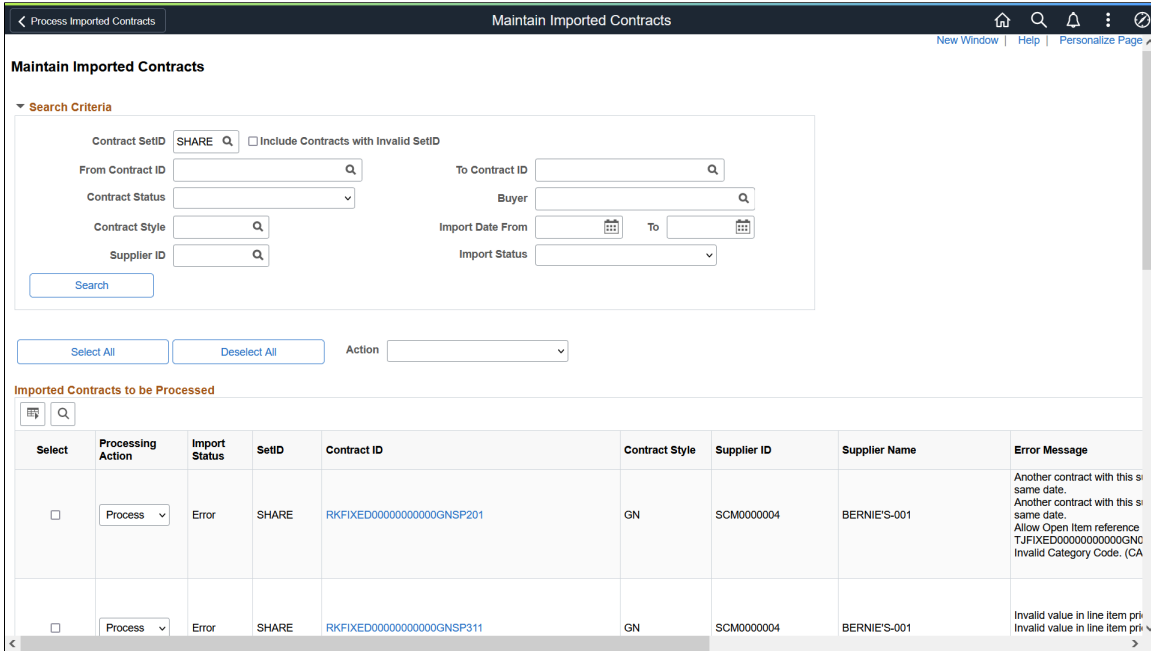 Process Imported Contracts
Maintain Imported Contracts
New Window | Help | Personalize Page
Maintain Imported Contracts
Search Criteria
Contract SetID SHARE Include Contracts with Invalid SetID
From Contract ID To Contract ID
Contract Status Buyer
Contract Style Import Date From To
Supplier ID Import Status
Search
Select All Deselect All Action
Imported Contracts to be Processed
Select Processing Action Import Status SetID Contract ID Contract Style Supplier ID Supplier Name Error Message
Another contract with this
same date.
Another contract with this
same date.
Allow Open Item reference
Process Error SHARE RKFIXED00000000000GNSP201 GN SCM0000004 BERNIE'S-001
TJFIXED00000000000GN0
Invalid Category Code. (CA
Invalid value in line item
Process Error SHARE RKFIXED00000000000GNSP311 GN SCM0000004 BERNIE'S-001
Invalid value in line item